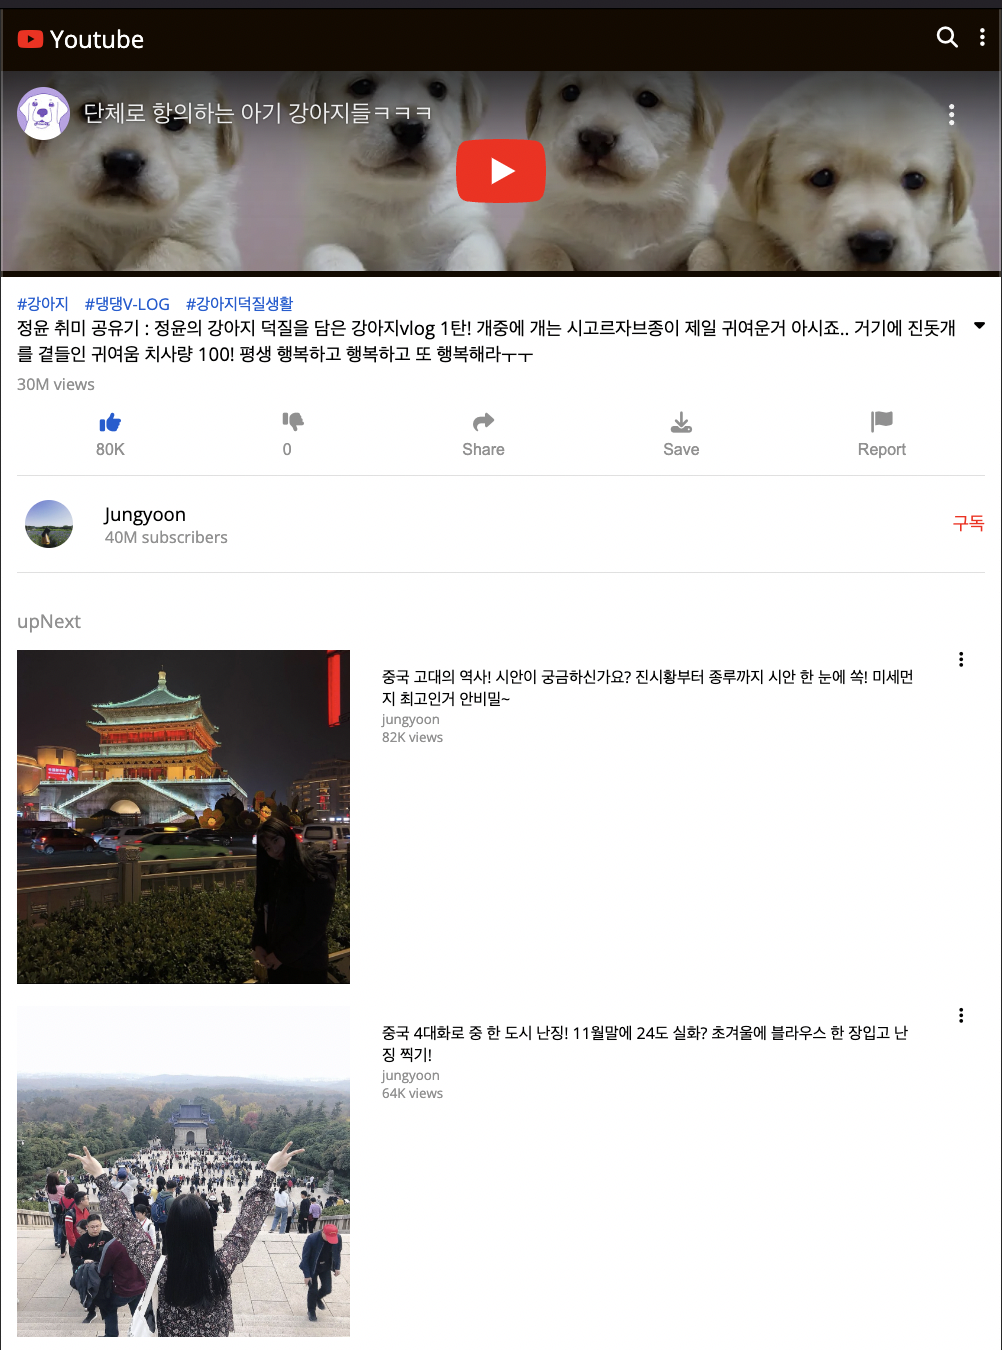 Youtube
단체로 항의하는 아기 강아지들ㅋㅋㅋ
#강아지 #댕댕V-LOG #강아지덕질생활
정윤 취미 공유기 : 정윤의 강아지 덕질을 담은 강아지vlog 1탄! 개중에 개는 시고르자브종이 제일 귀여운거 아시죠.. 거기에 진돗개
를 곁들인 귀여움 치사량 100! 평생 행복하고 행복하고 또 행복해라ㅜㅜ
30M views
80K 0 Share Save Report
Jungyoon
40M subscribers
구독
upNext
중국 고대의 역사! 시안이 궁금하신가요? 진시황부터 종루까지 시안 한 눈에 쏙! 미세먼
지 최고인거 안비밀~
jungyoon
82K views
중국 4대화로 중 한 도시 난징! 11월말에 24도 실화? 초겨울에 블라우스 한 장입고 난
징 찍기!
jungyoon
64K views